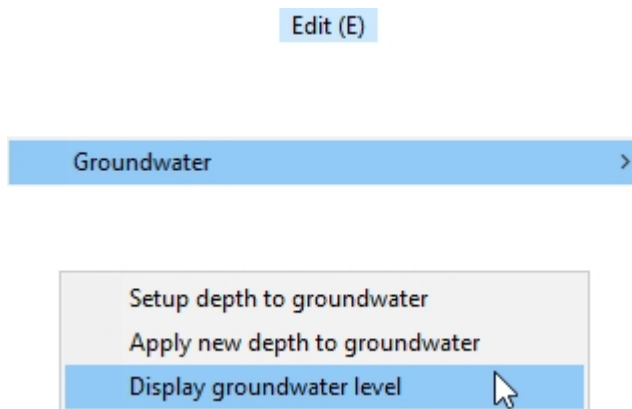 Edit (E)
Groundwater
Setup depth to groundwater
Apply new depth to groundwater
Display groundwater level